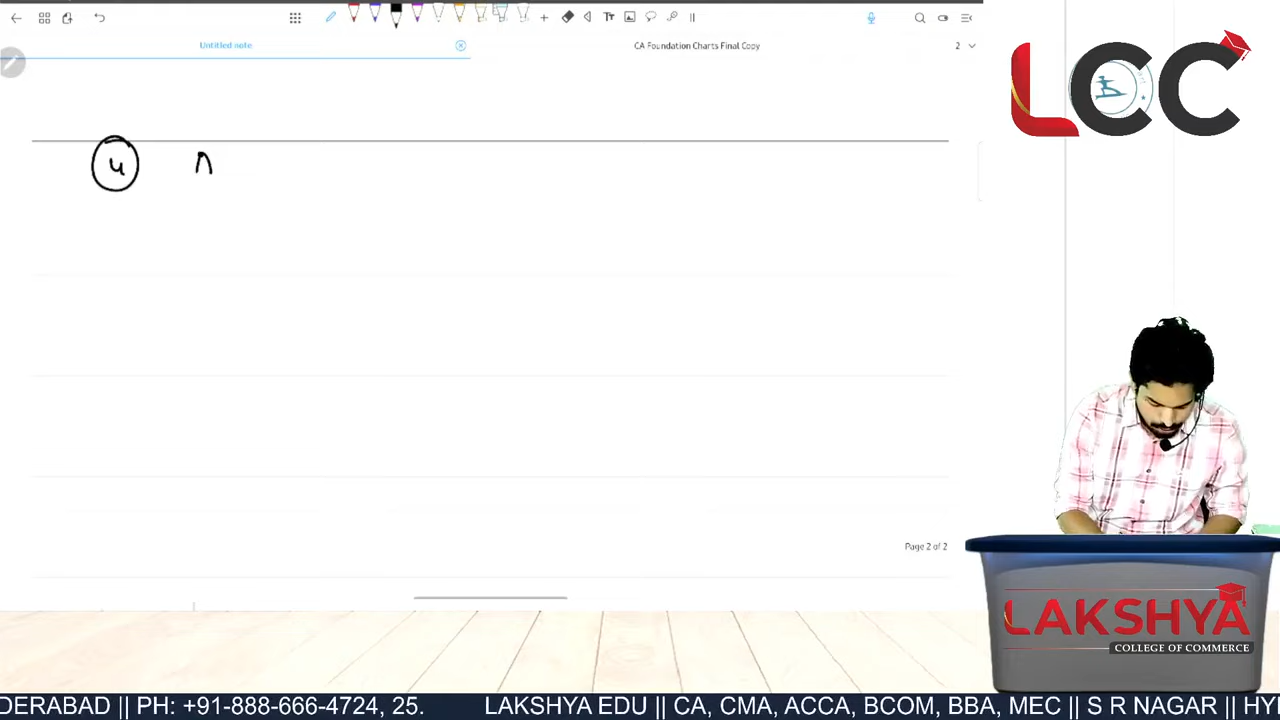 Untitled note
CA Foundation Charts Final Copy
2
LCC
4 n
Page 2 of 2
LAKSHYA
COLLEGE OF COMMERCE
DERABAD || PH: +91-888-666-4724, 25. LAKSHYA EDU || CA, CMA, ACCA, BCOM, BBA, MEC || S R NAGAR || HY